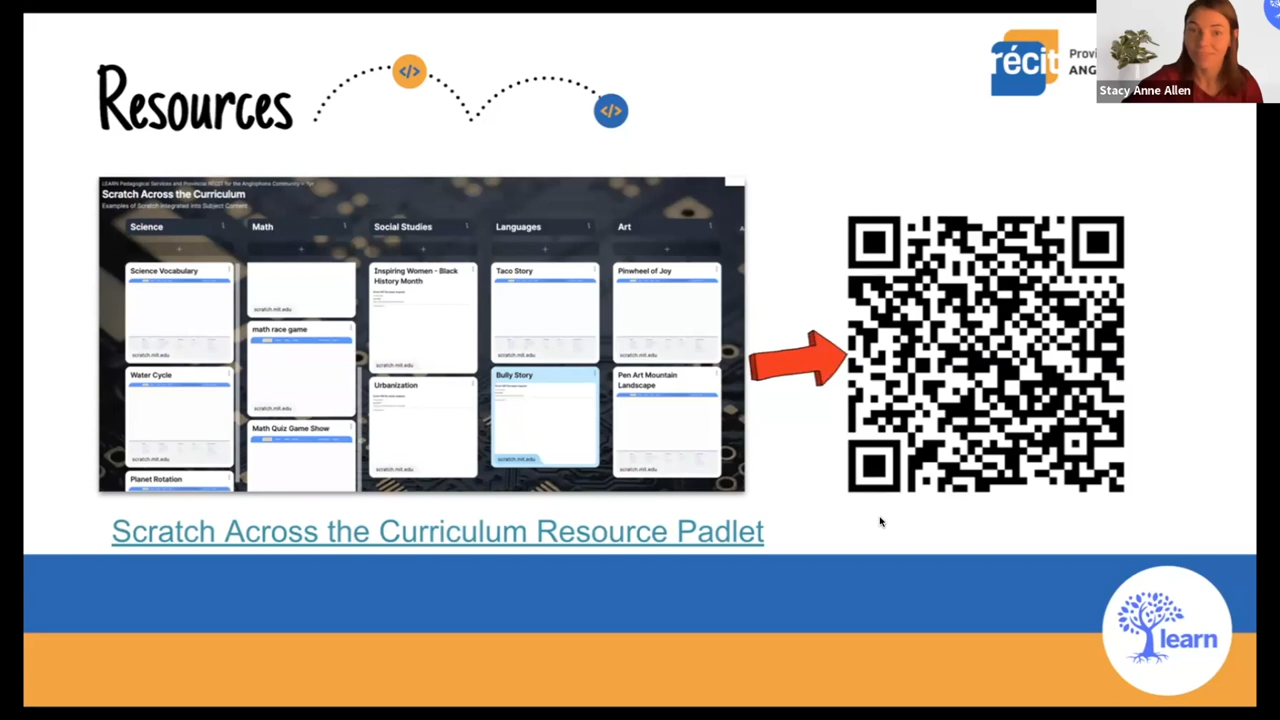 Resources
</>
</>
récit
Provi
ANG
Stacy Anne Allen
LEARN Pedagogical Services and Provincial RÉCIT for the Anglophone Community
Scratch Across the Curriculum
Examples of Scratch integrated into Subject Content
Science
Math
Social Studies
Languages
Art
Science Vocabulary
scratch.mit.edu
Water Cycle
scratch.mit.edu
Planet Rotation
scratch.mit.edu
math race game
scratch.mit.edu
Math Quiz Game Show
Inspiring Women - Black
History Month
scratch.mit.edu
Urbanization
scratch.mit.edu
Taco Story
scratch.mit.edu
Bully Story
scratch.mit.edu
Pinwheel of Joy
scratch.mit.edu
Pen Art Mountain
Landscape
scratch.mit.edu
Scratch Across the Curriculum Resource Padlet
learn